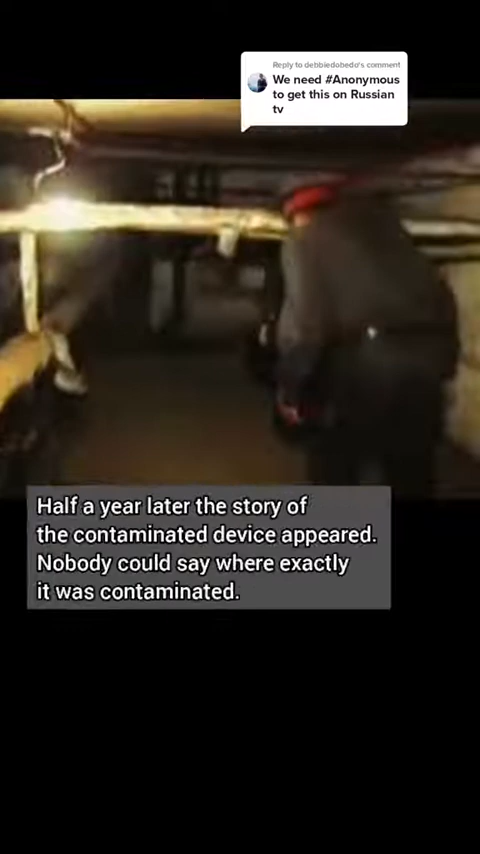 Reply to debbiedobedo's comment
We need #Anonymous
to get this on Russian
tv
Half a year later the story of
the contaminated device appeared.
Nobody could say where exactly
it was contaminated.